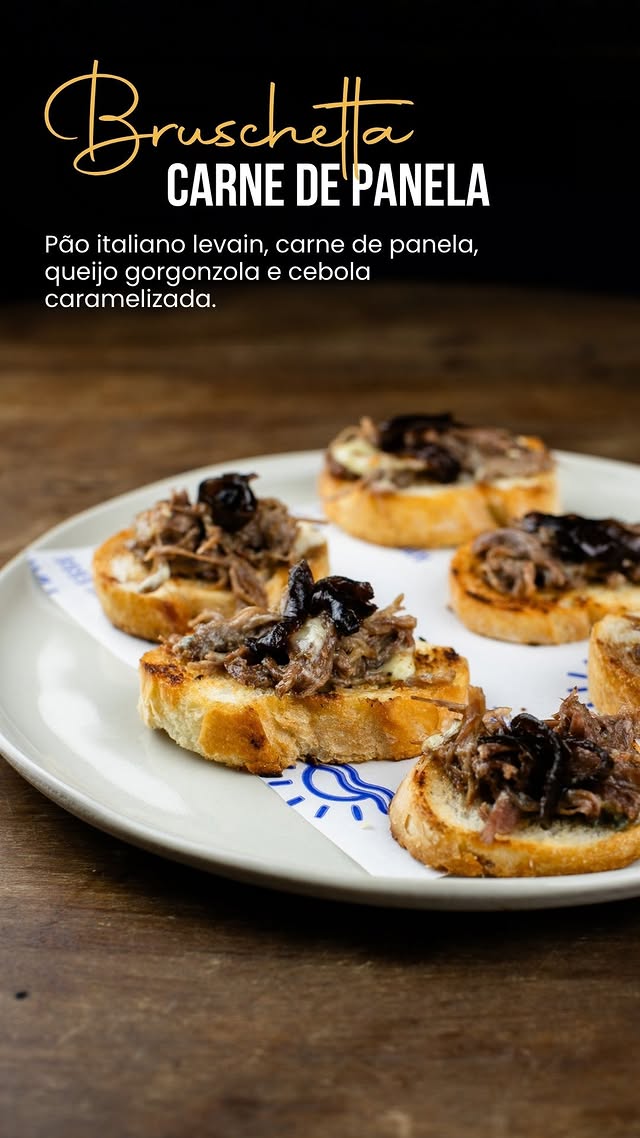 Bruschetta
CARNE DE PANELA
Pão italiano levain, carne de panela,
queijo gorgonzola e cebola
caramelizada.